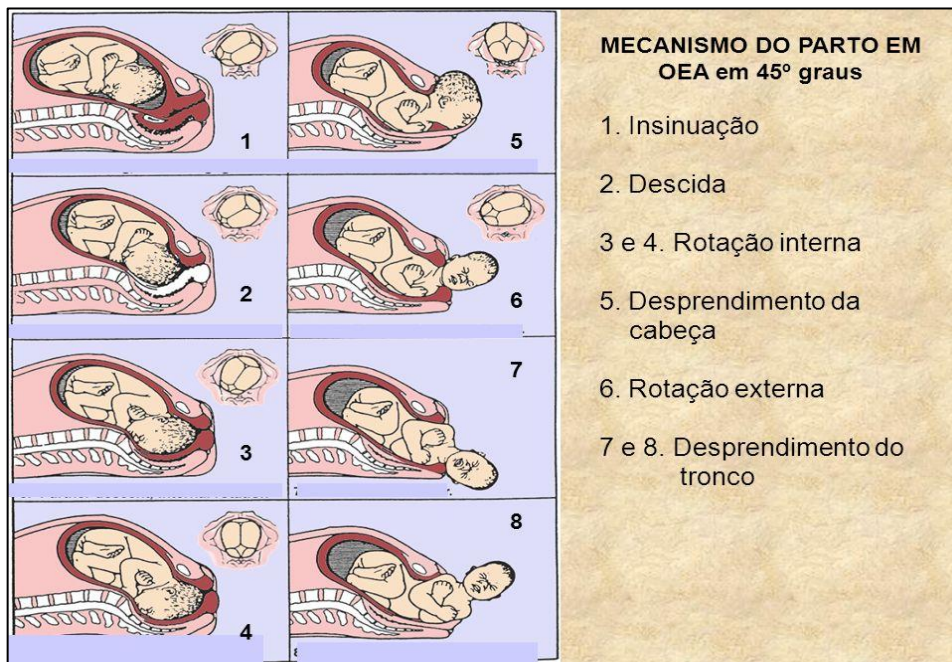 1
2
3
4
5
6
7
8
MECANISMO DO PARTO EM
OEA em 45º graus
1. Insinuação
2. Descida
3 e 4. Rotação interna
5. Desprendimento da
cabeça
6. Rotação externa
7 e 8. Desprendimento do
tronco